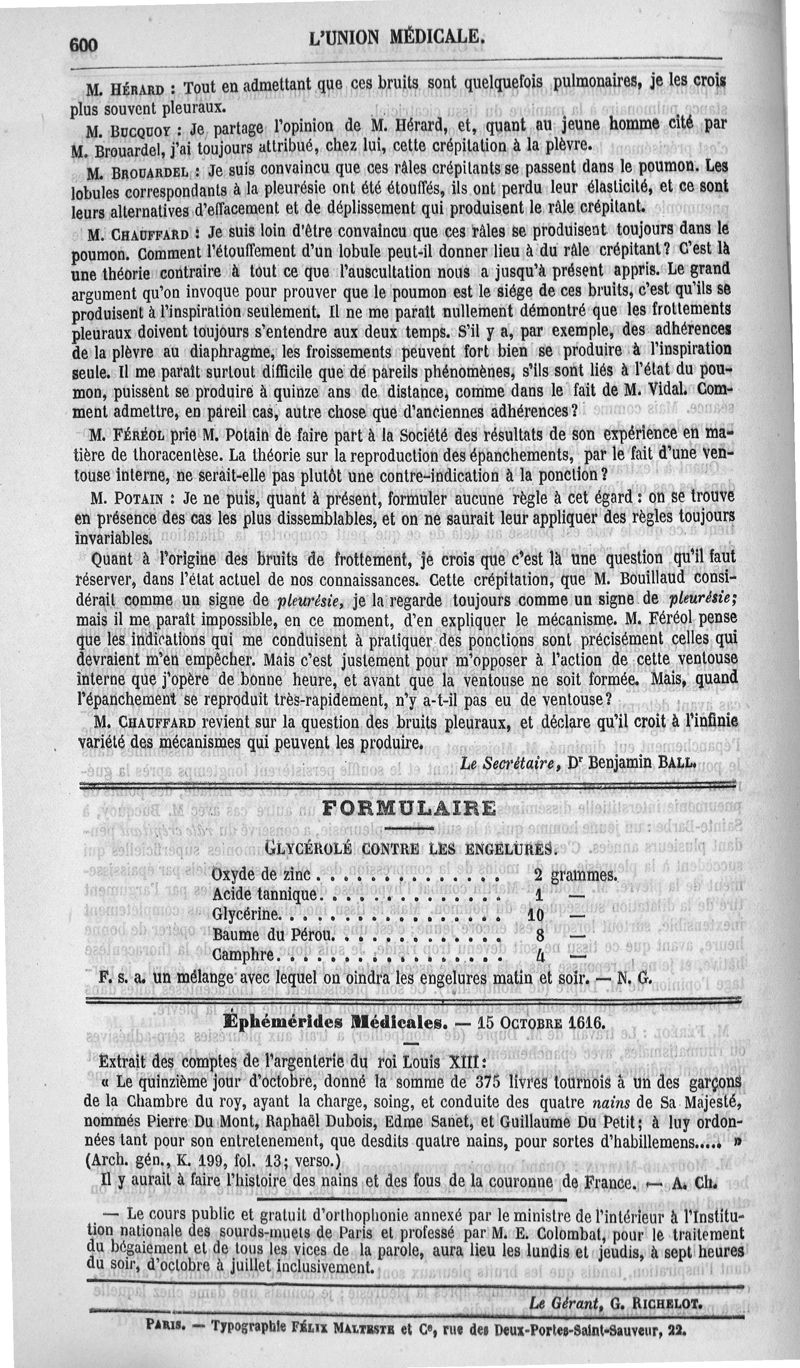 600
L'UNION MÉDICALE.
M. HÉRARD : Tout en admettant que ces bruits sont quelquefois pulmonaires, je les crois
plus souvent pleuraux.
M. BUCQUOY : Je partage l'opinion de M. Hérard, et, quant au jeune homme cité par
M. Brouardel, j'ai toujours attribué, chez lui, cette crépitation à la plèvre.
M. BROUARDEL : Je suis convaincu que ces râles crépitants se passent dans le poumon. Les
lobules correspondants à la pleurésie ont été étouffés, ils ont perdu leur élasticité, et ce sont
leurs alternatives d'effacement et de déplissement qui produisent le râle crépitant.
M. CHAUFFARD : Je suis loin d'être convaincu que ces râles se produisent toujours dans le
poumon. Comment l'étouffement d'un lobule peut-il donner lieu à du râle crépitant? C'est là
une théorie contraire à tout ce que l'auscultation nous a jusqu'à présent appris. Le grand
argument qu'on invoque pour prouver que le poumon est le siége de ces bruits, c'est qu'ils se
produisent à l'inspiration seulement. Il ne me paraît nullement démontré que les frottements
pleuraux doivent toujours s'entendre aux deux temps. S'il y a, par exemple, des adhérences
de la plèvre au diaphragme, les froissements peuvent fort bien se produire à l'inspiration
seule. Il me paraît surtout difficile que de pareils phénomènes, s'ils sont liés à l'état du pou-
mon, puissent se produire à quinze ans de distance, comme dans le fait de M. Vidal. Com-
ment admettre, en pareil cas, autre chose que d'anciennes adhérences?
M. FÉRÉOL prie M. Potain de faire part à la Société des résultats de son expérience en ma-
tière de thoracentèse. La théorie sur la reproduction des épanchements, par le fait d'une ven-
touse interne, ne serait-elle pas plutôt une contre-indication à la ponction?
M. POTAIN : Je ne puis, quant à présent, formuler aucune règle à cet égard : on se trouve
en présence des cas les plus dissemblables, et on ne saurait leur appliquer des règles toujours
invariables.
Quant à l'origine des bruits de frottement, je crois que c'est là une question qu'il faut
réserver, dans l'état actuel de nos connaissances. Cette crépitation, que M. Bouillaud consi-
dérait comme un signe de pleurésie, je la regarde toujours comme un signe de pleurésie;
mais il me paraît impossible, en ce moment, d'en expliquer le mécanisme. M. Féréol pense
que les indications qui me conduisent à pratiquer des ponctions sont précisément celles qui
devraient m'en empêcher. Mais c'est justement pour m'opposer à l'action de cette ventouse
interne que j'opère de bonne heure, et avant que la ventouse ne soit formée. Mais, quand
l'épanchement se reproduit très-rapidement, n'y a-t-il pas eu de ventouse?
M. CHAUFFARD revient sur la question des bruits pleuraux, et déclare qu'il croit à l'infinie
variété des mécanismes qui peuvent les produire.
Le Secrétaire, Dr Benjamin BALL.
FORMULAIRE
GLYCÉROLÉ CONTRE LES ENGELURES.
Oxyde de zinc . . . . . . . . . . . . . . 2 grammes.
Acide tannique. . . . . . . . . . . . . . 1 —
Glycérine. . . . . . . . . . . . . . . . . 10 —
Baume du Pérou. . . . . . . . . . . . . 8 —
Camphre. . . . . . . . . . . . . . . . . . 4 —
F. s. a. un mélange avec lequel on oindra les engelures matin et soir. — N. G.
Éphémérides Médicales. — 15 OCTOBRE 1616.
Extrait des comptes de l'argenterie du roi Louis XIII :
« Le quinzième jour d'octobre, donné la somme de 375 livres tournois à un des garçons
de la Chambre du roy, ayant la charge, soing, et conduite des quatre nains de Sa Majesté,
nommés Pierre Du Mont, Raphaël Dubois, Edme Sanet, et Guillaume Du Petit; à luy ordon-
nées tant pour son entretenement, que desdits quatre nains, pour sortes d'habillemens..... »
(Arch. gén., K. 199, fol. 13; verso.)
Il y aurait à faire l'histoire des nains et des fous de la couronne de France. — A. Ch.
— Le cours public et gratuit d'orthophonie annexé par le ministre de l'intérieur à l'Institu-
tion nationale des sourds-muets de Paris et professé par M. E. Colombat, pour le traitement
du bégaiement et de tous les vices de la parole, aura lieu les lundis et jeudis, à sept heures
du soir, d'octobre à juillet inclusivement.
Le Gérant, G. RICHELOT.
PARIS. — Typographie FÉLIX MALTESTE et Ce, rue des Deux-Portes-Saint-Sauveur, 22.